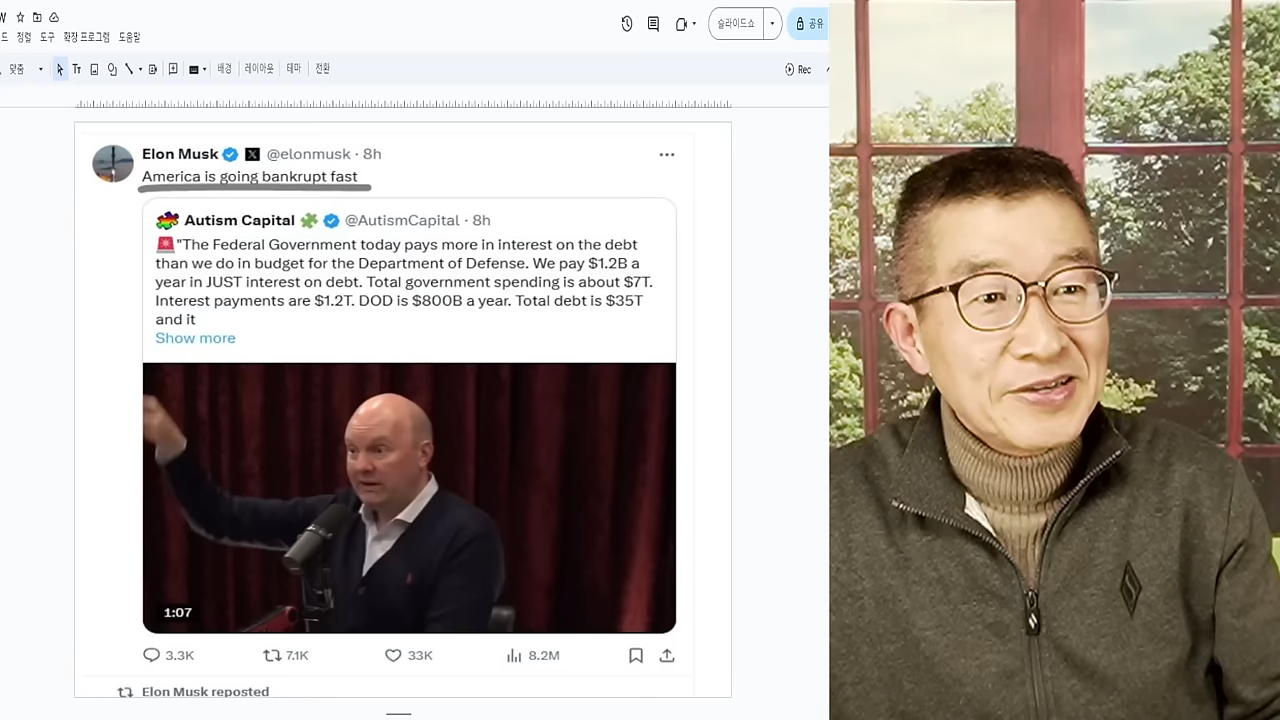 슬라이드쇼
공유
정렬 도구 확장 프로그램 도움말
맞춤
Tт
배경 레이아웃 테마 전환
Rec
Elon Musk @elonmusk · 8h
America is going bankrupt fast
Autism Capital @AutismCapital · 8h
"The Federal Government today pays more in interest on the debt
than we do in budget for the Department of Defense. We pay $1.2B a
year in JUST interest on debt. Total government spending is about $7T.
Interest payments are $1.2T. DOD is $800B a year. Total debt is $35T
and it
Show more
1:07
3.3K 7.1K 33K 8.2M
Elon Musk reposted